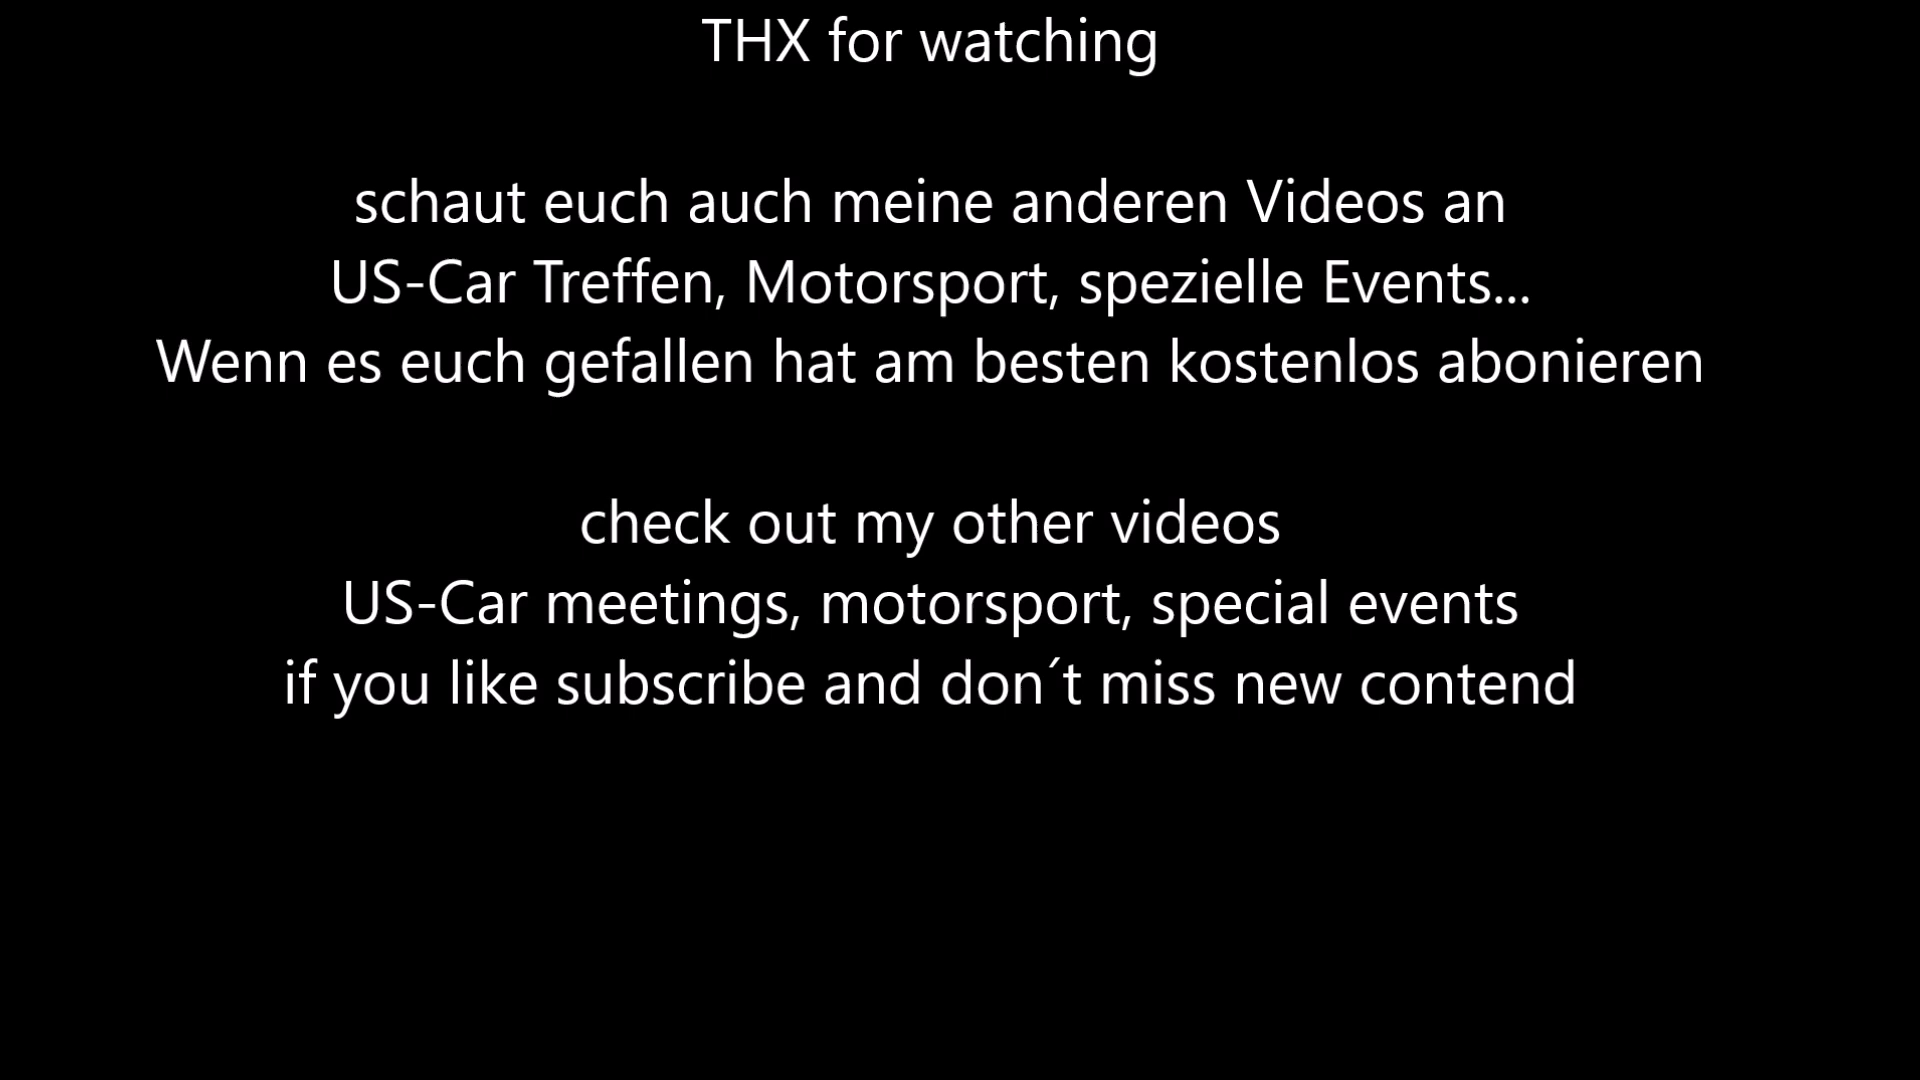 THX for watching
schaut euch auch meine anderen Videos an
US-Car Treffen, Motorsport, spezielle Events...
Wenn es euch gefallen hat am besten kostenlos abonieren
check out my other videos
US-Car meetings, motorsport, special events
if you like subscribe and don´t miss new contend